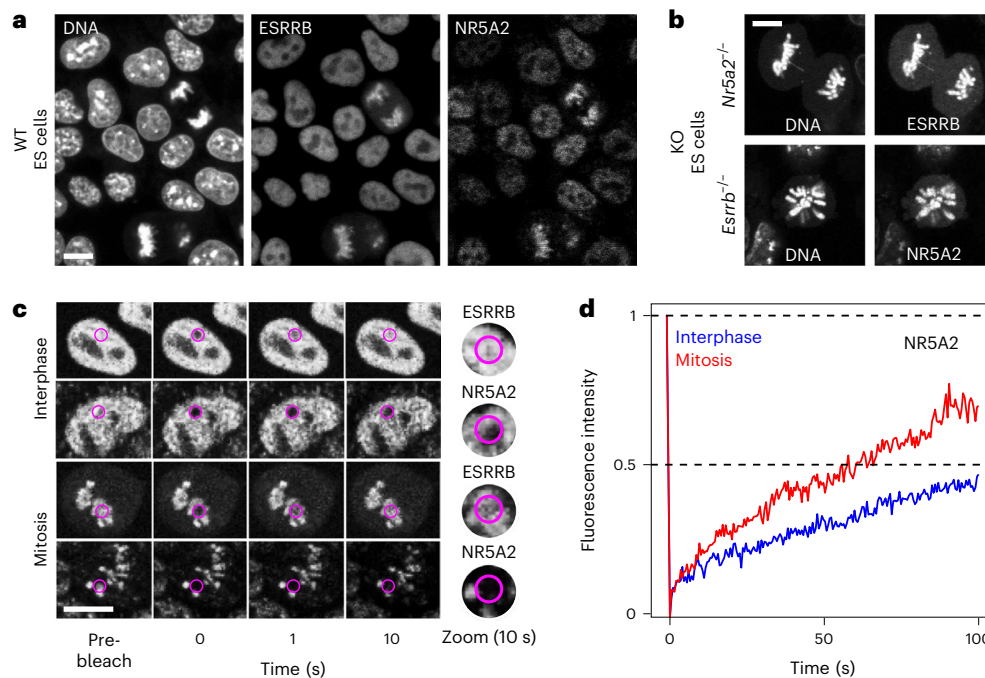 a
DNA
ESRRB
NR5A2
WT
ES cells
b
Nr5a2−/−
DNA
ESRRB
KO
ES cells
Esrrb−/−
DNA
NR5A2
c
Interphase
Mitosis
ESRRB
NR5A2
ESRRB
NR5A2
Pre-
bleach
0
1
10
Zoom (10 s)
Time (s)
d
1
0.5
0
Fluorescence intensity
Interphase
Mitosis
NR5A2
0
50
100
Time (s)